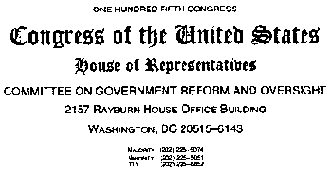 ONE HUNDRED FIFTH CONGRESS
Congress of the United States
House of Representatives
COMMITTEE ON GOVERNMENT REFORM AND OVERSIGHT
2157 RAYBURN HOUSE OFFICE BUILDING
WASHINGTON, DC 20515–6143
MAJORITY (202) 225–5074
MINORITY (202) 225–5051
TTY (202) 225–6852